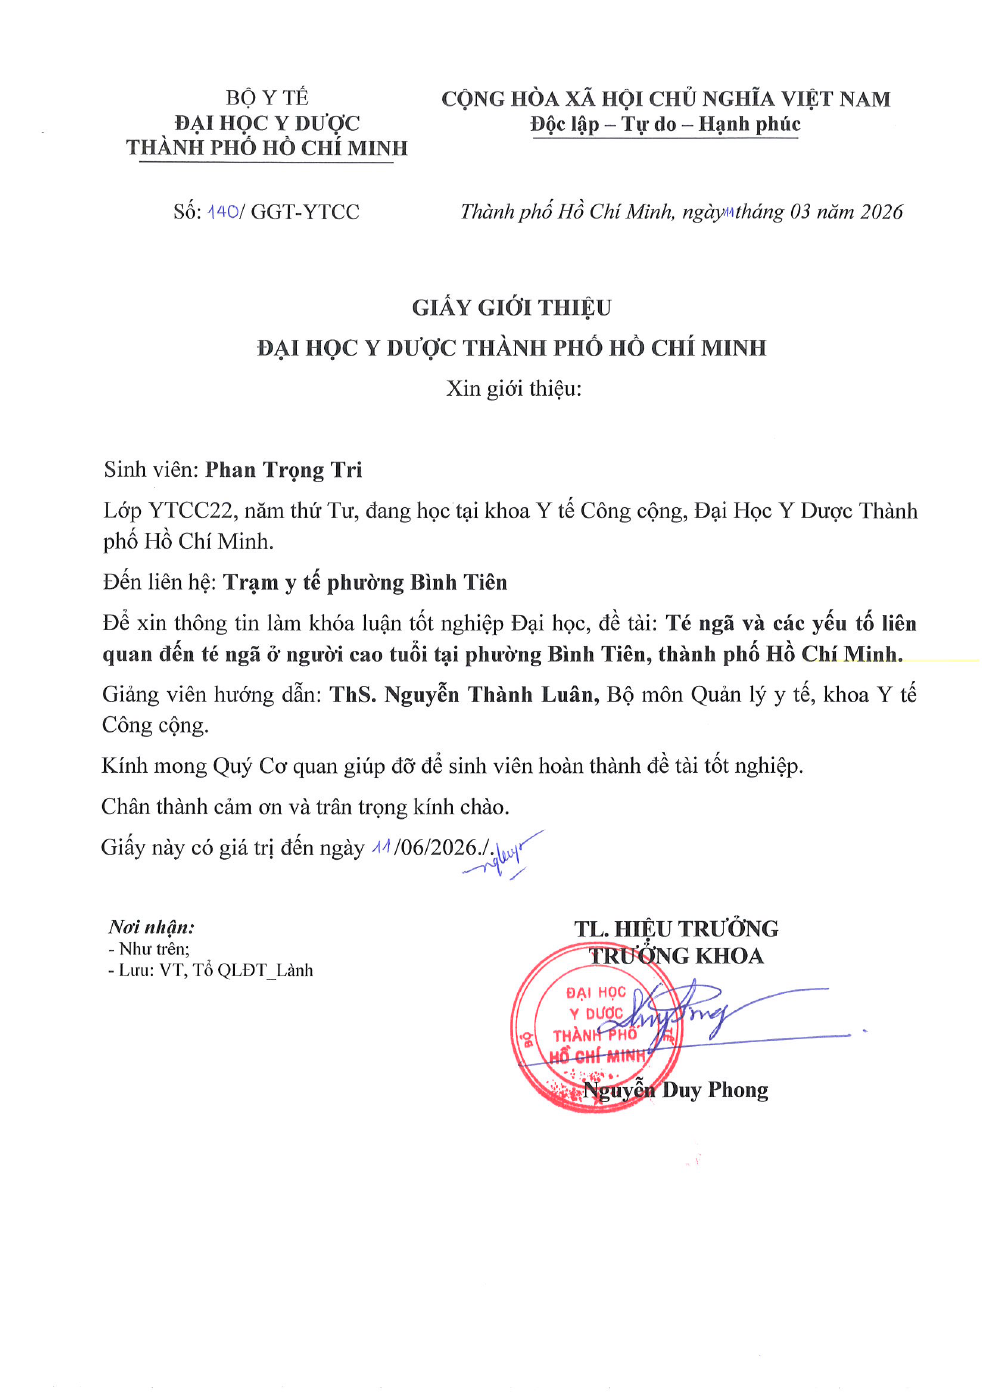 BỘ Y TẾ
ĐẠI HỌC Y DƯỢC
THÀNH PHỐ HỒ CHÍ MINH
CỘNG HÒA XÃ HỘI CHỦ NGHĨA VIỆT NAM
Độc lập – Tự do – Hạnh phúc
Số: 140/ GGT-YTCC
Thành phố Hồ Chí Minh, ngày 11 tháng 03 năm 2026
GIẤY GIỚI THIỆU
ĐẠI HỌC Y DƯỢC THÀNH PHỐ HỒ CHÍ MINH
Xin giới thiệu:
Sinh viên: Phan Trọng Tri
Lớp YTCC22, năm thứ Tư, đang học tại khoa Y tế Công cộng, Đại Học Y Dược Thành
phố Hồ Chí Minh.
Đến liên hệ: Trạm y tế phường Bình Tiên
Để xin thông tin làm khóa luận tốt nghiệp Đại học, đề tài: Té ngã và các yếu tố liên
quan đến té ngã ở người cao tuổi tại phường Bình Tiên, thành phố Hồ Chí Minh.
Giảng viên hướng dẫn: ThS. Nguyễn Thành Luân, Bộ môn Quản lý y tế, khoa Y tế
Công cộng.
Kính mong Quý Cơ quan giúp đỡ để sinh viên hoàn thành đề tài tốt nghiệp.
Chân thành cảm ơn và trân trọng kính chào.
Giấy này có giá trị đến ngày 11/06/2026./.
Nơi nhận:
- Như trên;
- Lưu: VT, Tổ QLĐT_Lành
TL. HIỆU TRƯỞNG
TRƯỞNG KHOA
ĐẠI HỌC
Y DƯỢC
THÀNH PHỐ
HỒ CHÍ MINH
BỘ
TẾ
Nguyễn Duy Phong